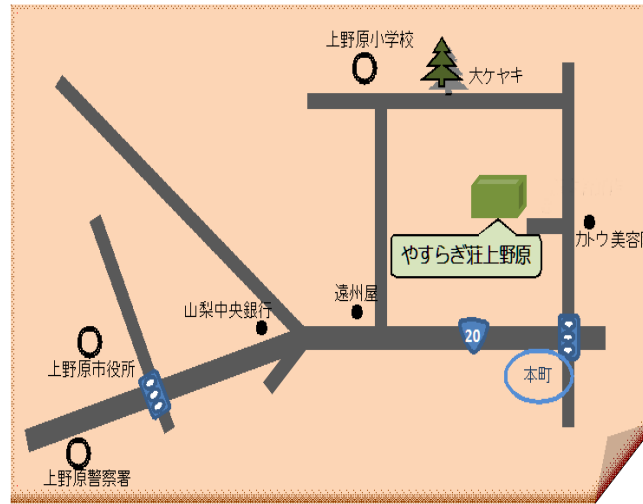 上野原小学校
大ケヤキ
カトウ美容
やすらぎ荘上野原
遠州屋
山梨中央銀行
20
上野原市役所
本町
上野原警察署